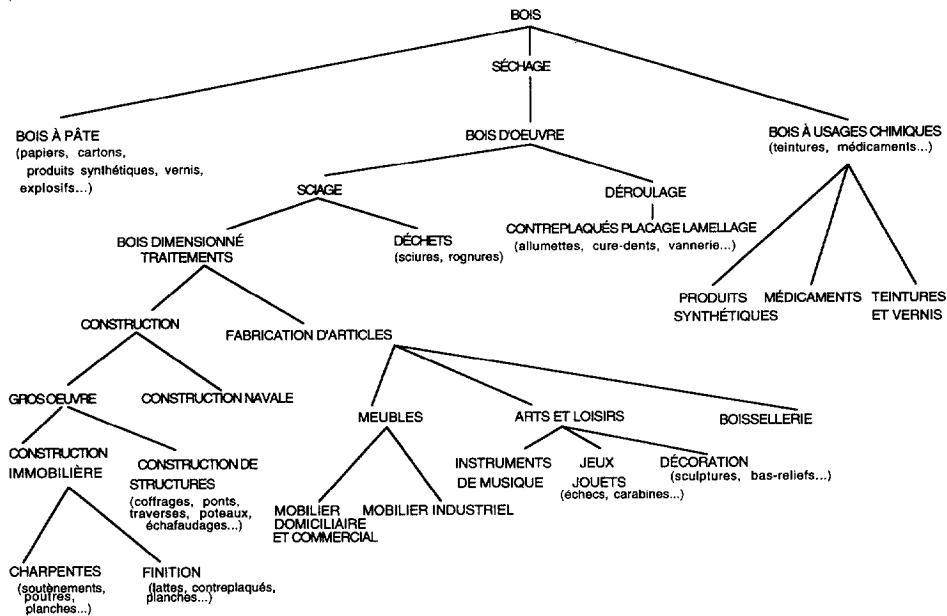 BOIS
SÉCHAGE
BOIS À PÂTE
(papiers, cartons,
produits synthétiques, vernis,
explosifs...)
BOIS D'OEUVRE
BOIS À USAGES CHIMIQUES
(teintures, médicaments...)
SCIAGE
DÉROULAGE
BOIS DIMENSIONNÉ
TRAITEMENTS
DÉCHETS
(sciures, rognures)
CONTREPLAQUÉS PLACAGE LAMELLAGE
(allumettes, cure-dents, vannerie...)
PRODUITS
SYNTHÉTIQUES
MÉDICAMENTS
TEINTURES
ET VERNIS
CONSTRUCTION
FABRICATION D'ARTICLES
GROS OEUVRE
CONSTRUCTION NAVALE
MEUBLES
ARTS ET LOISIRS
BOISSELLERIE
CONSTRUCTION
IMMOBILIÈRE
CONSTRUCTION DE
STRUCTURES
(coffrages, ponts,
traverses, poteaux,
échafaudages...)
INSTRUMENTS
DE MUSIQUE
JEUX
JOUETS
(échecs, carabines...)
DÉCORATION
(sculptures, bas-reliefs...)
MOBILIER
DOMICILIAIRE
ET COMMERCIAL
MOBILIER INDUSTRIEL
CHARPENTES
(soutènements,
poutres,
planches...)
FINITION
(lattes, contreplaqués,
planches...)